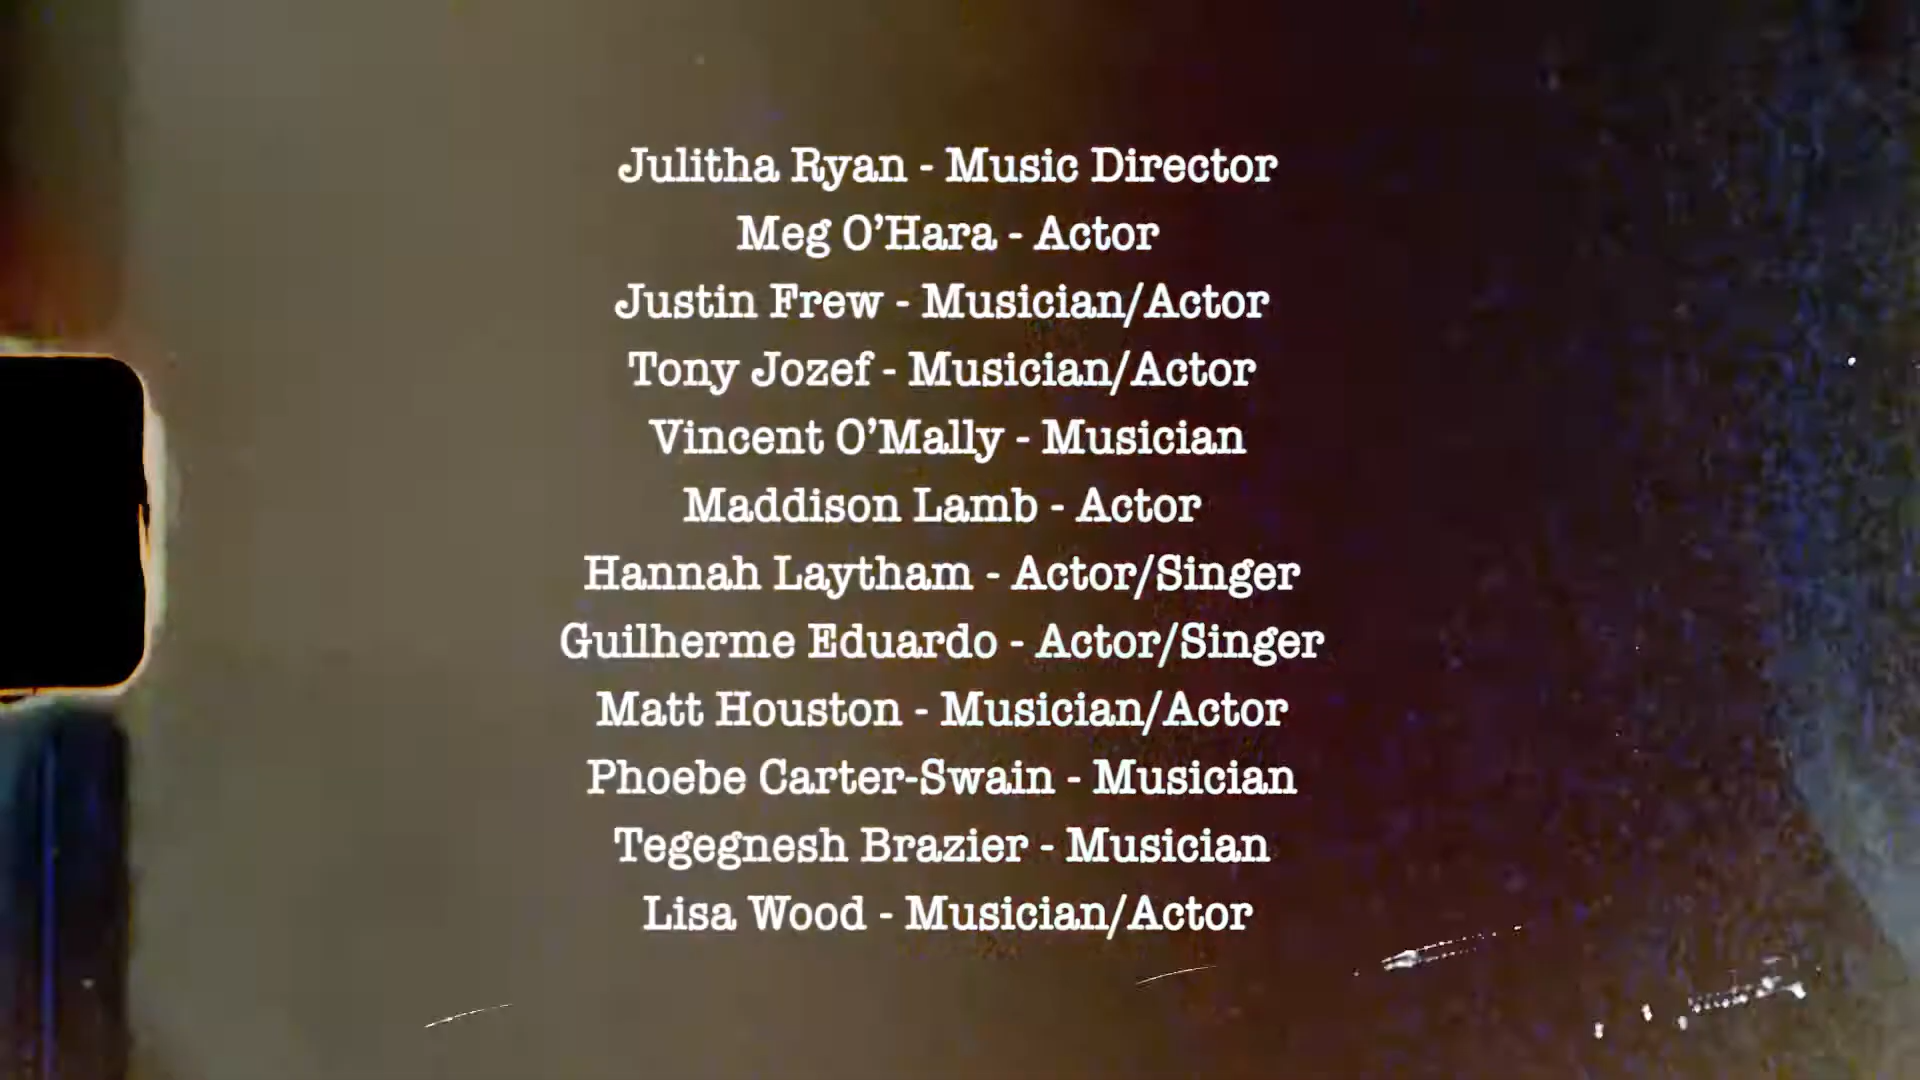 Julitha Ryan - Music Director
Meg O’Hara - Actor
Justin Frew - Musician/Actor
Tony Jozef - Musician/Actor
Vincent O’Mally - Musician
Maddison Lamb - Actor
Hannah Laytham - Actor/Singer
Guilherme Eduardo - Actor/Singer
Matt Houston - Musician/Actor
Phoebe Carter-Swain - Musician
Tegegnesh Brazier - Musician
Lisa Wood - Musician/Actor